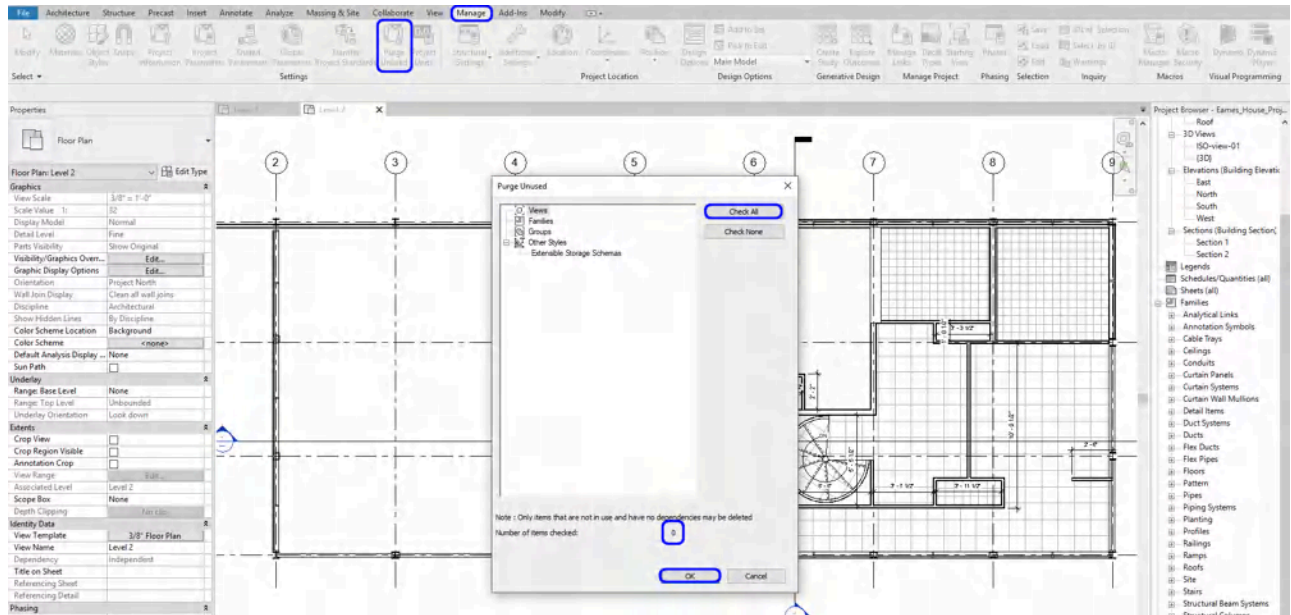 File Architecture Structure Precast Insert Annotate Analyze Massing & Site Collaborate View Manage Add-Ins Modify
Purge Unused
Main Model
Select
Settings
Project Location
Design Options
Generative Design
Manage Project
Phasing
Selection
Inquiry
Macros
Visual Programming
Properties
Level 2
Floor Plan
Floor Plan: Level 2
Edit Type
Graphics
View Scale 3/8" = 1'-0"
Scale Value 1: 32
Display Model Normal
Detail Level Fine
Parts Visibility Show Original
Visibility/Graphics Overr... Edit...
Graphic Display Options Edit...
Orientation Project North
Wall Join Display Clean all wall joins
Discipline Architectural
Show Hidden Lines By Discipline
Color Scheme Location Background
Color Scheme <none>
Default Analysis Display ... None
Sun Path
Underlay
Range: Base Level None
Range: Top Level Unbounded
Underlay Orientation Look down
Extents
Crop View
Crop Region Visible
Annotation Crop
View Range Edit...
Associated Level Level 2
Scope Box None
Depth Clipping No clip
Identity Data
View Template 3/8" Floor Plan
View Name Level 2
Dependency Independent
Title on Sheet
Referencing Sheet
Referencing Detail
Phasing
2 3 4 5 6 7 8 9
Purge Unused
Views
Families
Groups
Other Styles
Extensible Storage Schemas
Check All
Check None
Note : Only items that are not in use and have no dependencies may be deleted
Number of items checked: 0
OK
Cancel
Project Browser - Eames_House_Proj...
Roof
3D Views
ISO-view-01
{3D}
Elevations (Building Elevatic
East
North
South
West
Sections (Building Section(
Section 1
Section 2
Legends
Schedules/Quantities (all)
Sheets (all)
Families
Analytical Links
Annotation Symbols
Cable Trays
Ceilings
Conduits
Curtain Panels
Curtain Systems
Curtain Wall Mullions
Detail Items
Duct Systems
Ducts
Flex Ducts
Flex Pipes
Floors
Pattern
Pipes
Piping Systems
Planting
Profiles
Railings
Ramps
Roofs
Site
Stairs
Structural Beam Systems
Structural Columns